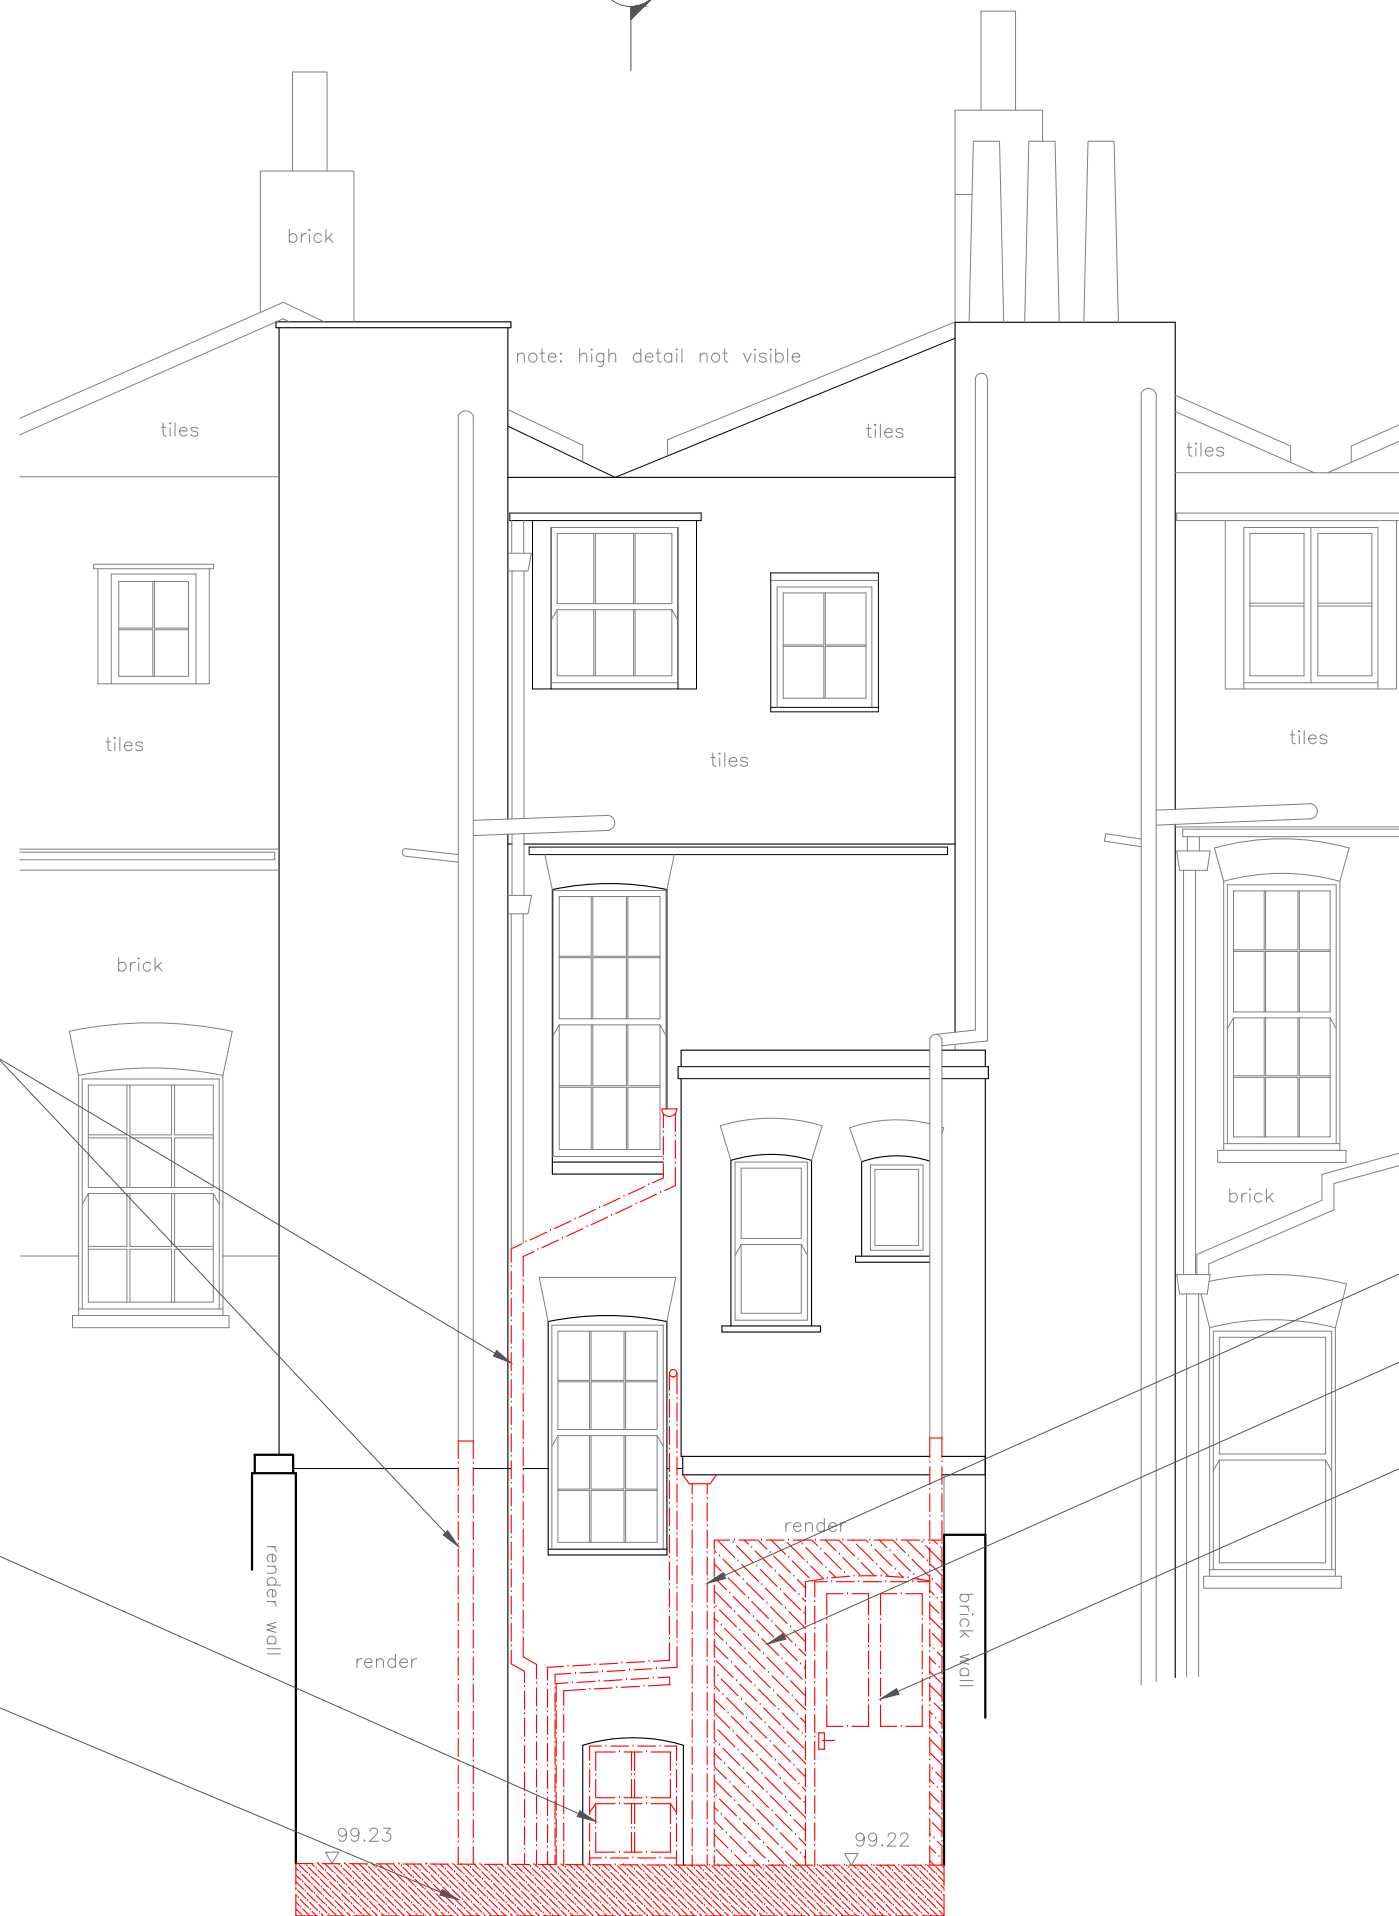 brick
note: high detail not visible
tiles
tiles
tiles
tiles
tiles
tiles
brick
brick
render
render wall
render
brick wall
99.23
99.22